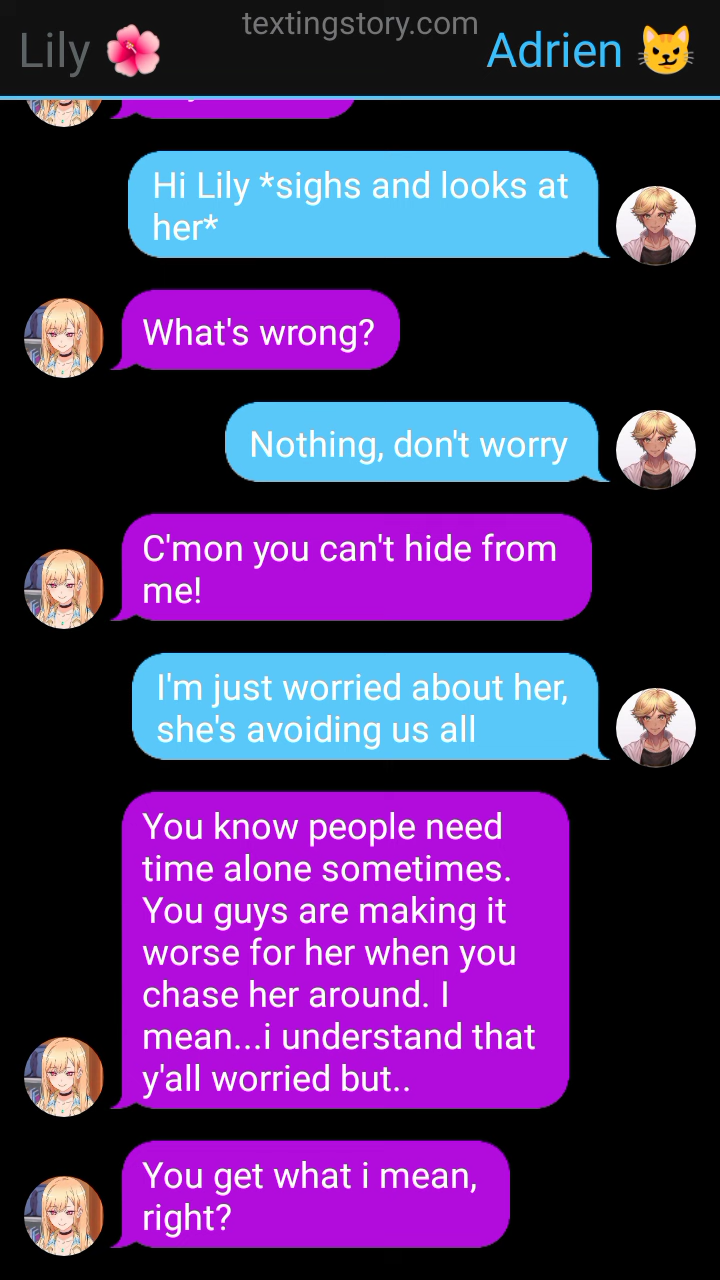 textingstory.com
Lily 🌺
Adrien 😼
Hi Lily *sighs and looks at
her*
What's wrong?
Nothing, don't worry
C'mon you can't hide from
me!
I'm just worried about her,
she's avoiding us all
You know people need
time alone sometimes.
You guys are making it
worse for her when you
chase her around. I
mean...i understand that
y'all worried but..
You get what i mean,
right?